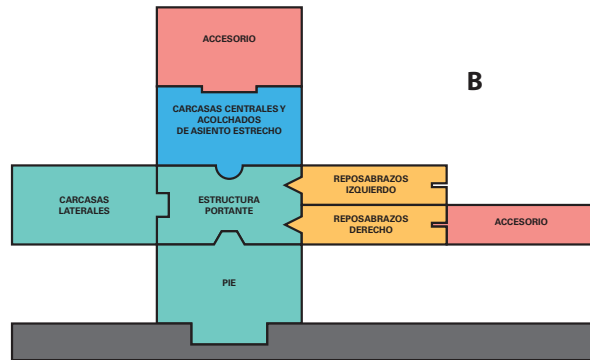 ACCESORIO
B
CARCASAS CENTRALES Y
ACOLCHADOS
DE ASIENTO ESTRECHO
CARCASAS
LATERALES
ESTRUCTURA
PORTANTE
REPOSABRAZOS
IZQUIERDO
REPOSABRAZOS
DERECHO
ACCESORIO
PIE